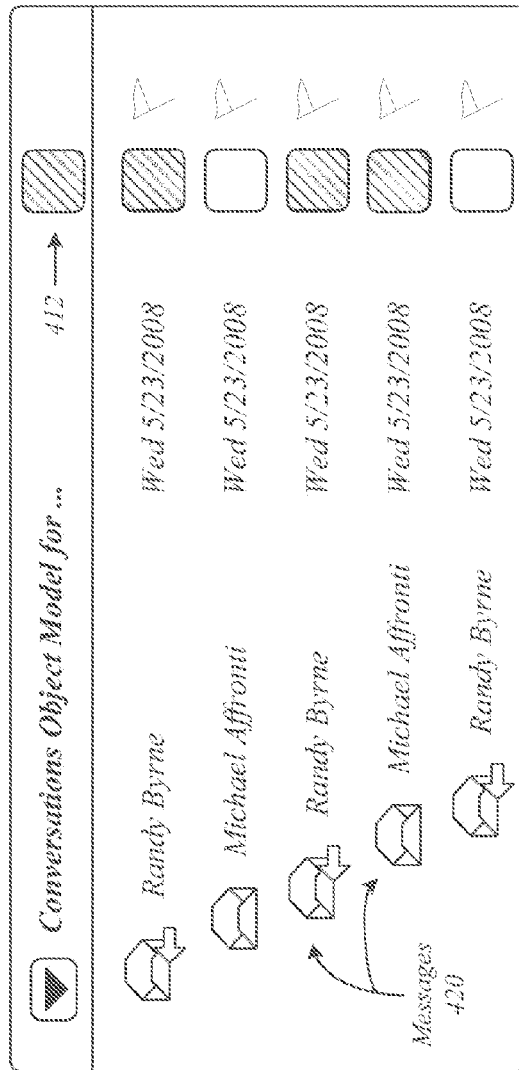 Conversations Object Model for ... 412
Randy Byrne Wed 5/23/2008
Michael Affronti Wed 5/23/2008
Randy Byrne Wed 5/23/2008
Michael Affronti Wed 5/23/2008
Randy Byrne Wed 5/23/2008
Messages
420